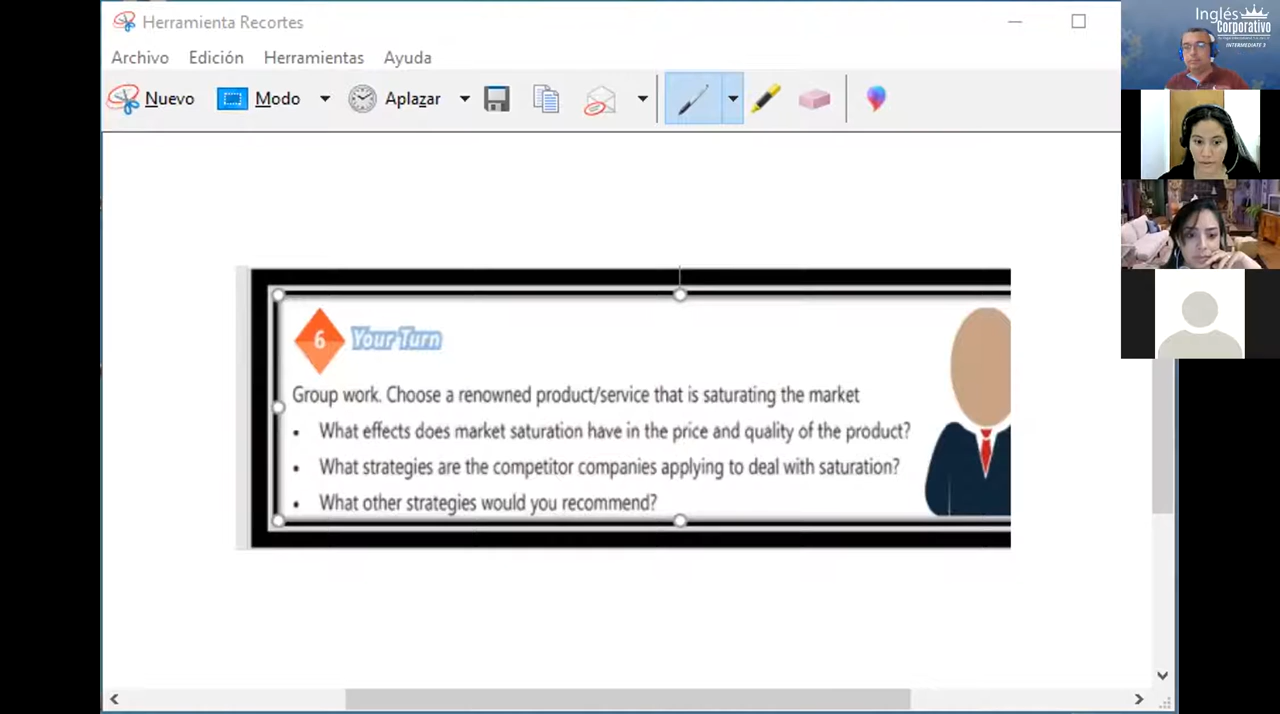 Herramienta Recortes
Archivo Edición Herramientas Ayuda
Nuevo Modo Aplazar
6 Your Turn
Group work. Choose a renowned product/service that is saturating the market
• What effects does market saturation have in the price and quality of the product?
• What strategies are the competitor companies applying to deal with saturation?
• What other strategies would you recommend?
Inglés
Corporativo
INTERMEDIATE 3